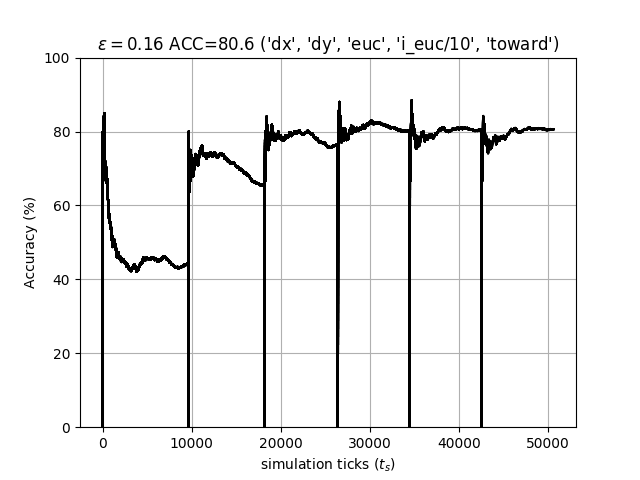 ε = 0.16 ACC=80.6 ('dx', 'dy', 'euc', 'i_euc/10', 'toward')
100
80
60
40
20
0
Accuracy (%)
0 10000 20000 30000 40000 50000
simulation ticks (tₛ)